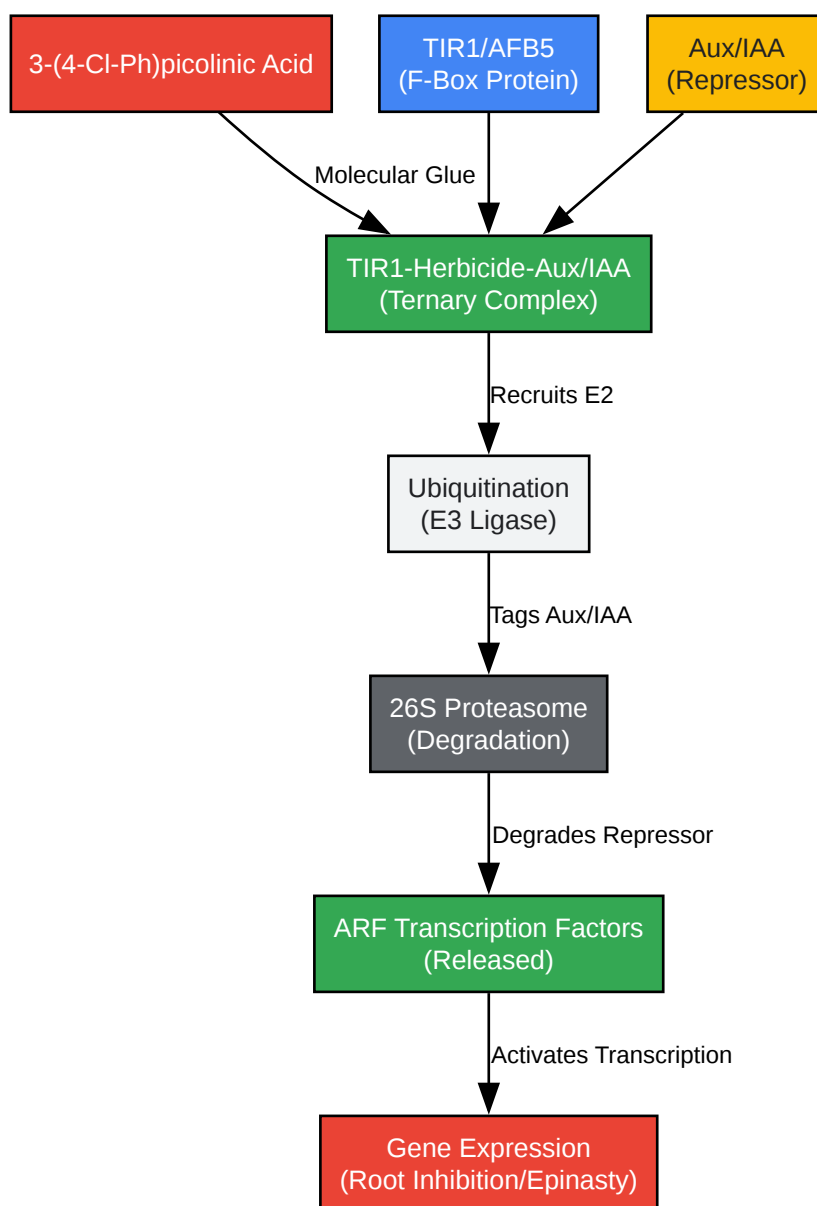 3-(4-Cl-Ph)picolinic Acid
TIR1/AFB5
(F-Box Protein)
Aux/IAA
(Repressor)
Molecular Glue
TIR1-Herbicide-Aux/IAA
(Ternary Complex)
Recruits E2
Ubiquitination
(E3 Ligase)
Tags Aux/IAA
26S Proteasome
(Degradation)
Degrades Repressor
ARF Transcription Factors
(Released)
Activates Transcription
Gene Expression
(Root Inhibition/Epinasty)